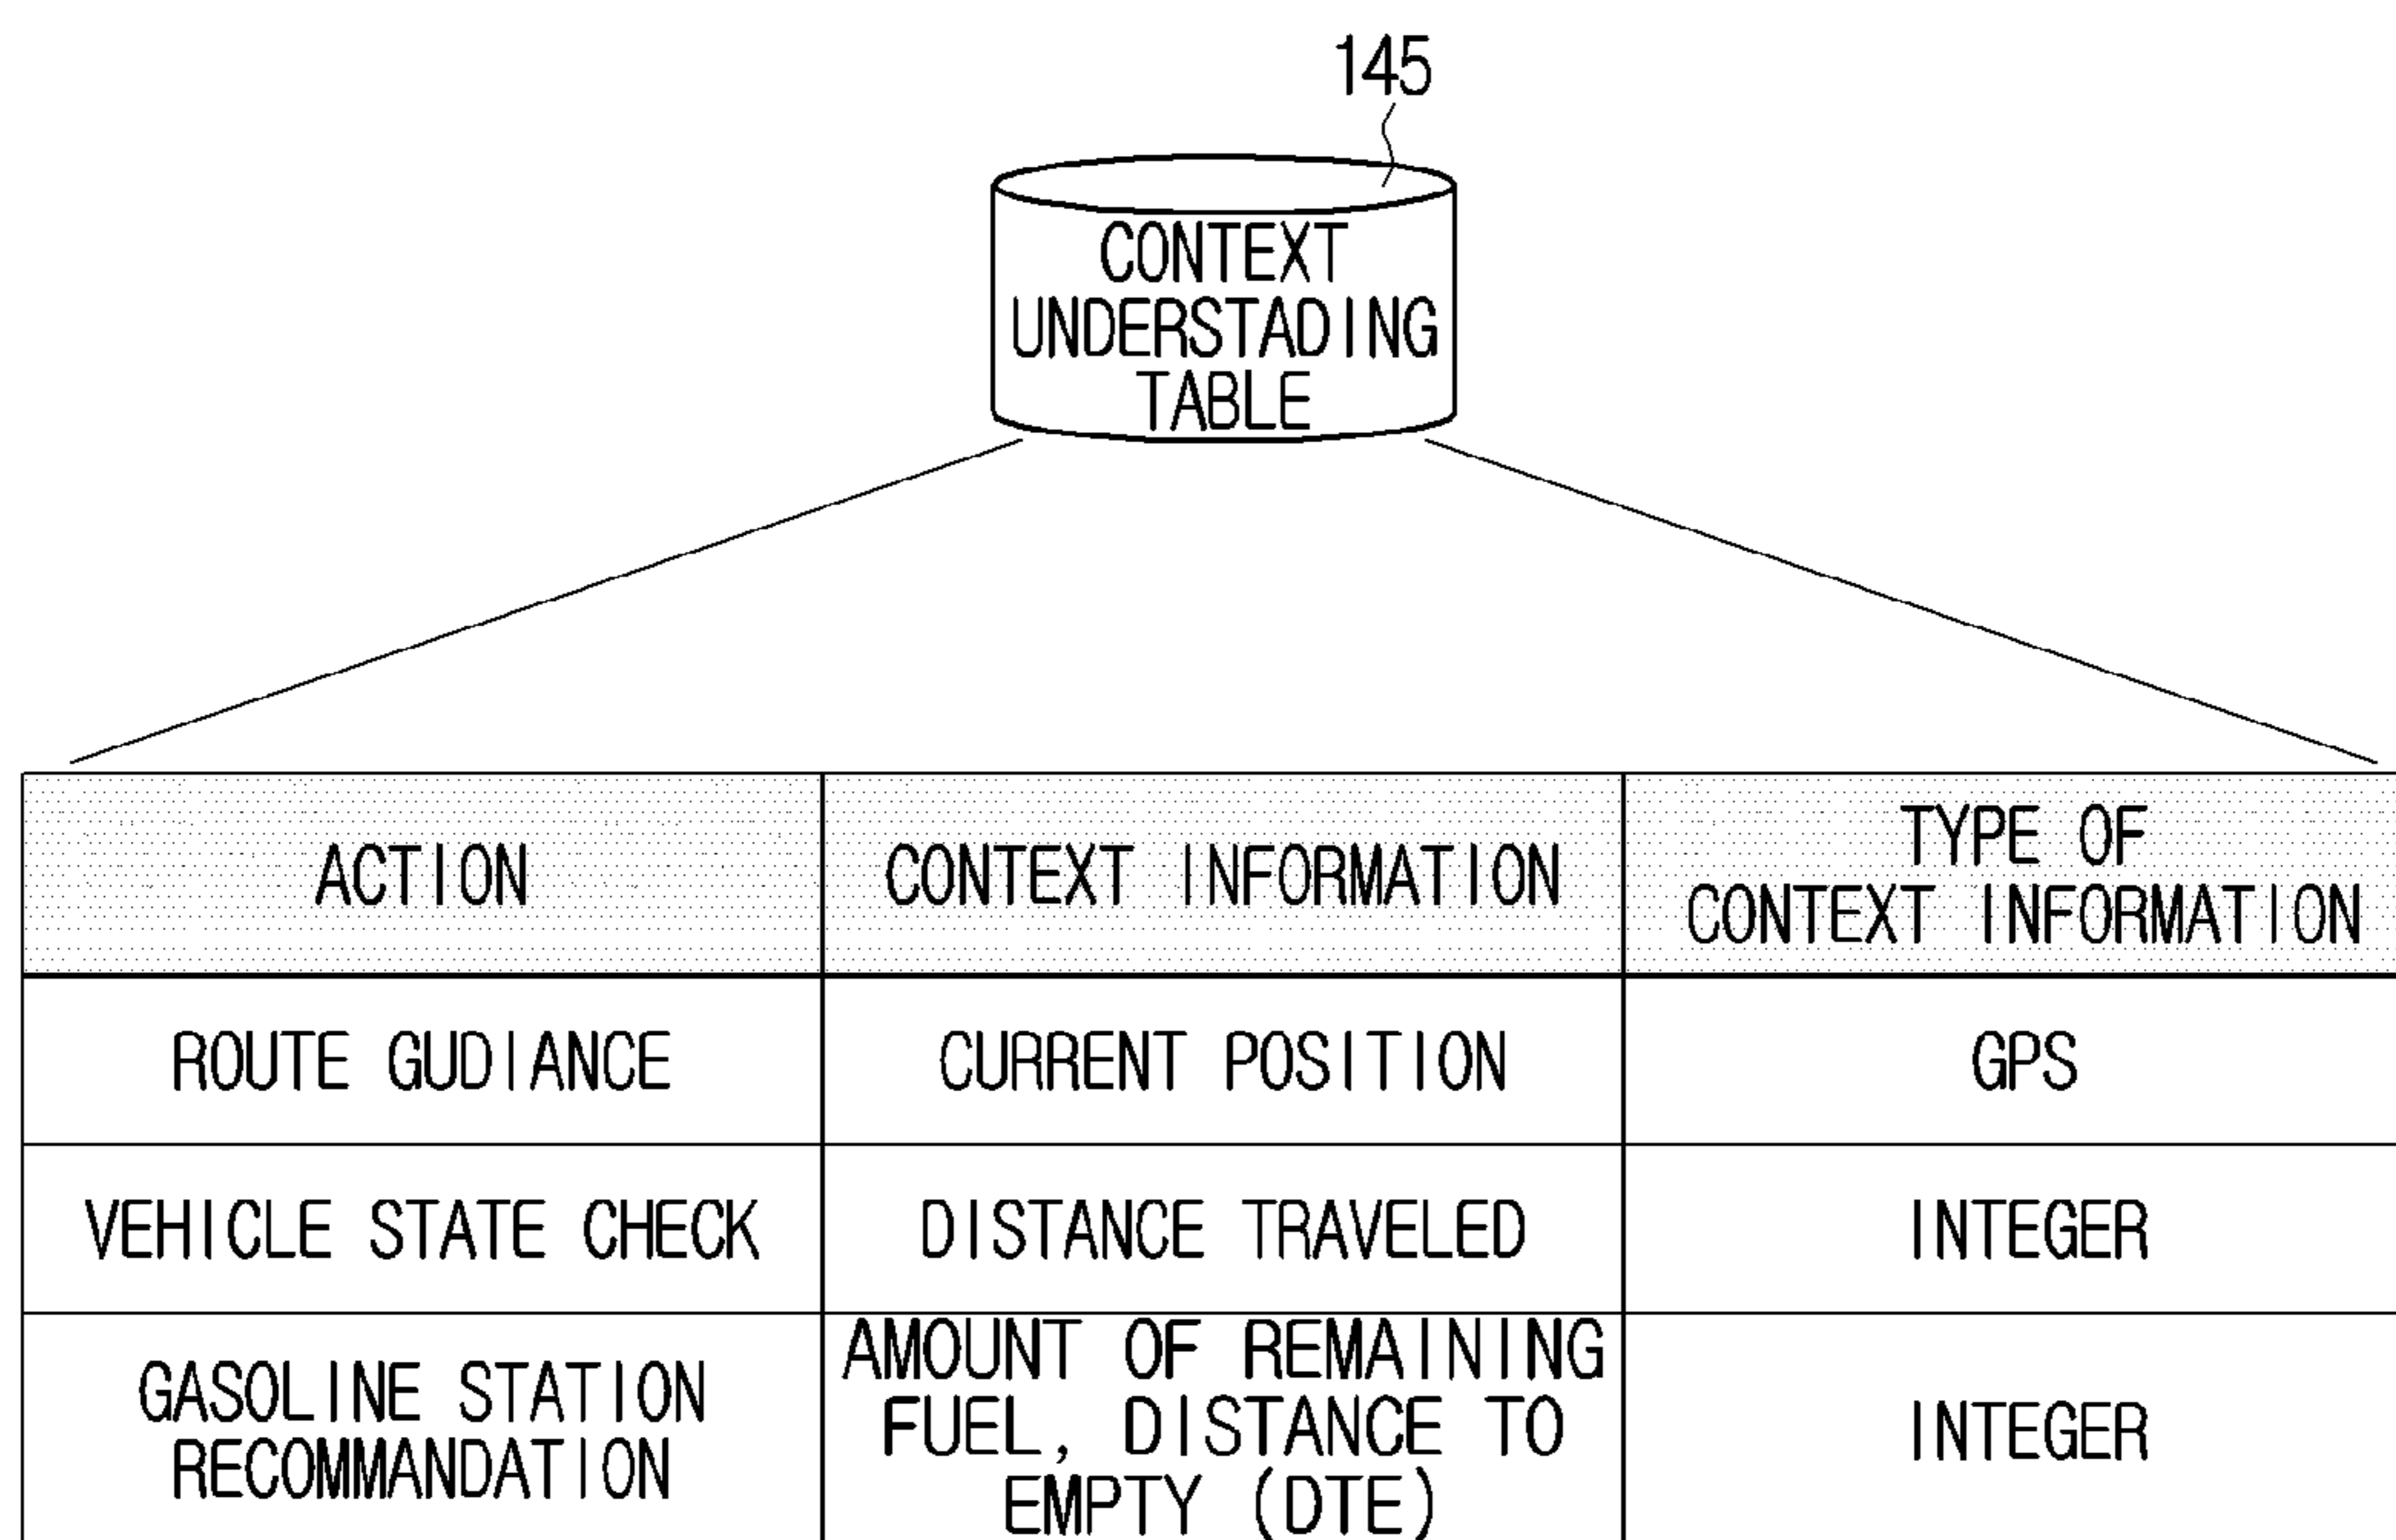 145
CONTEXT
UNDERSTADING
TABLE
ACTION
CONTEXT INFORMATION
TYPE OF
CONTEXT INFORMATION
ROUTE GUDIANCE
CURRENT POSITION
GPS
VEHICLE STATE CHECK
DISTANCE TRAVELED
INTEGER
GASOLINE STATION
RECOMMANDATION
AMOUNT OF REMAINING
FUEL, DISTANCE TO
EMPTY (DTE)
INTEGER